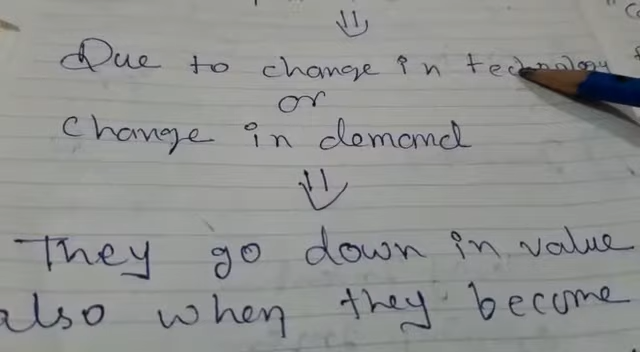 Due to change in technology
or
change in demand
They go down in value
also when they become